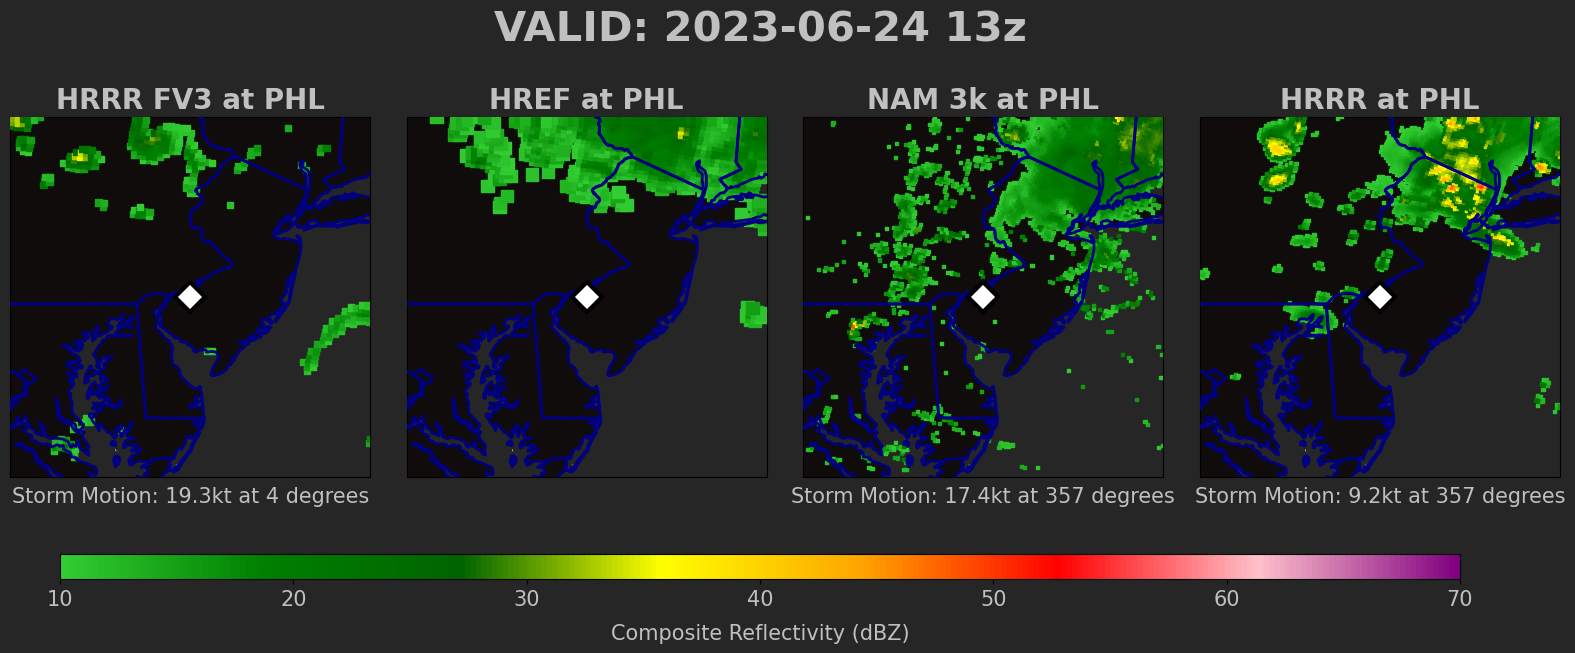 VALID: 2023-06-24 13z
HRRR FV3 at PHL
HREF at PHL
NAM 3k at PHL
HRRR at PHL
Storm Motion: 19.3kt at 4 degrees
Storm Motion: 17.4kt at 357 degrees
Storm Motion: 9.2kt at 357 degrees
10 20 30 40 50 60 70
Composite Reflectivity (dBZ)